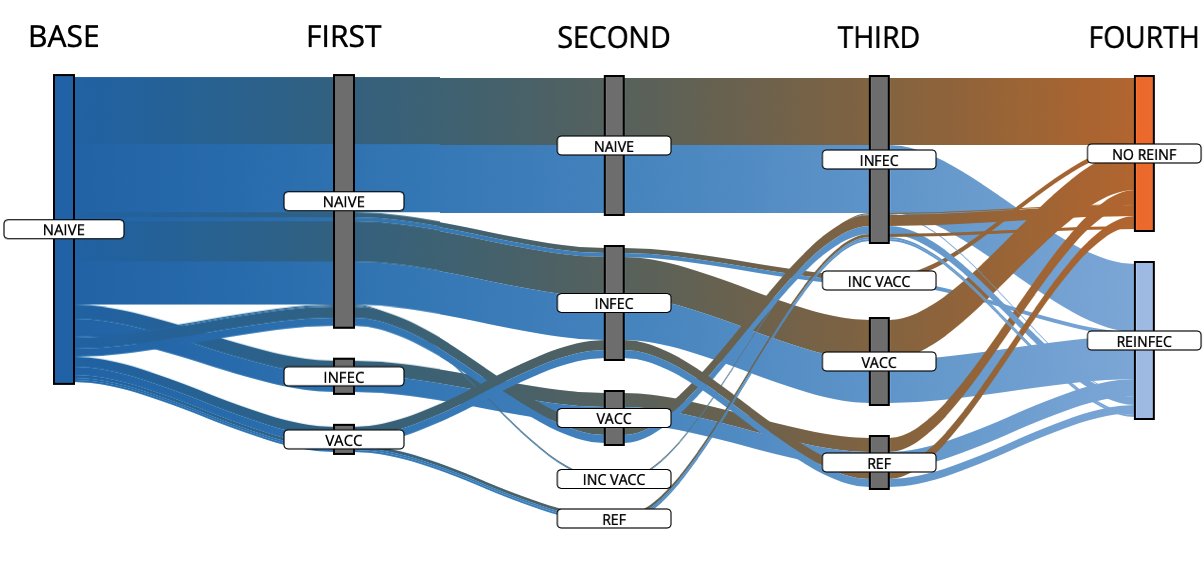 BASE FIRST SECOND THIRD FOURTH
NAIVE
NAIVE
INFEC
VACC
NAIVE
INFEC
VACC
INC VACC
REF
INFEC
INC VACC
VACC
REF
NO REINF
REINFEC